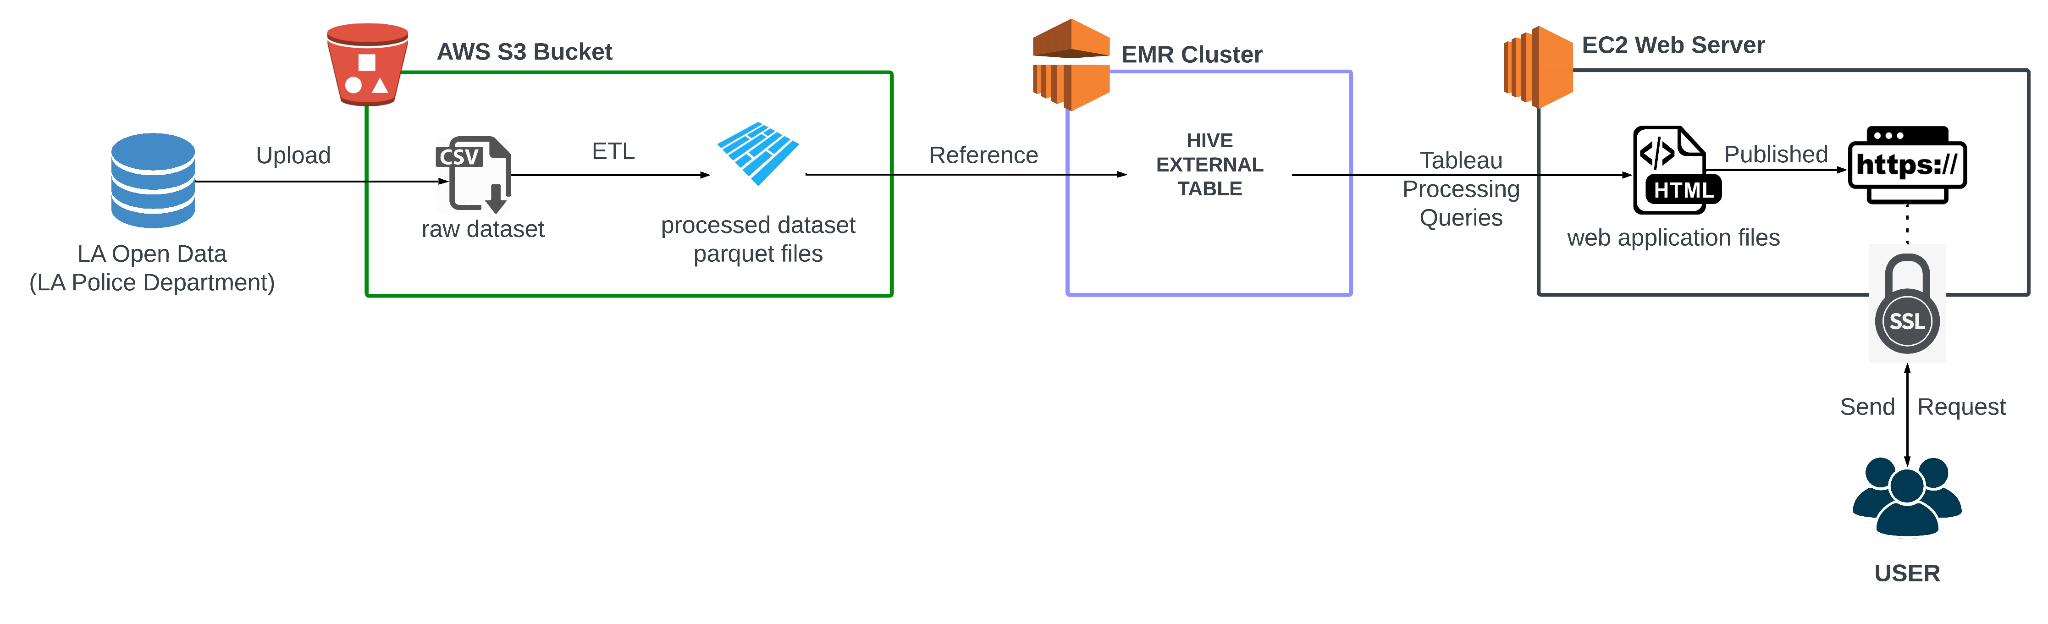 AWS S3 Bucket
EMR Cluster
EC2 Web Server
Upload
CSV
raw dataset
ETL
processed dataset
parquet files
LA Open Data
(LA Police Department)
Reference
HIVE
EXTERNAL
TABLE
Tableau
Processing
Queries
</>
HTML
web application files
Published
https://
SSL
Send
Request
USER